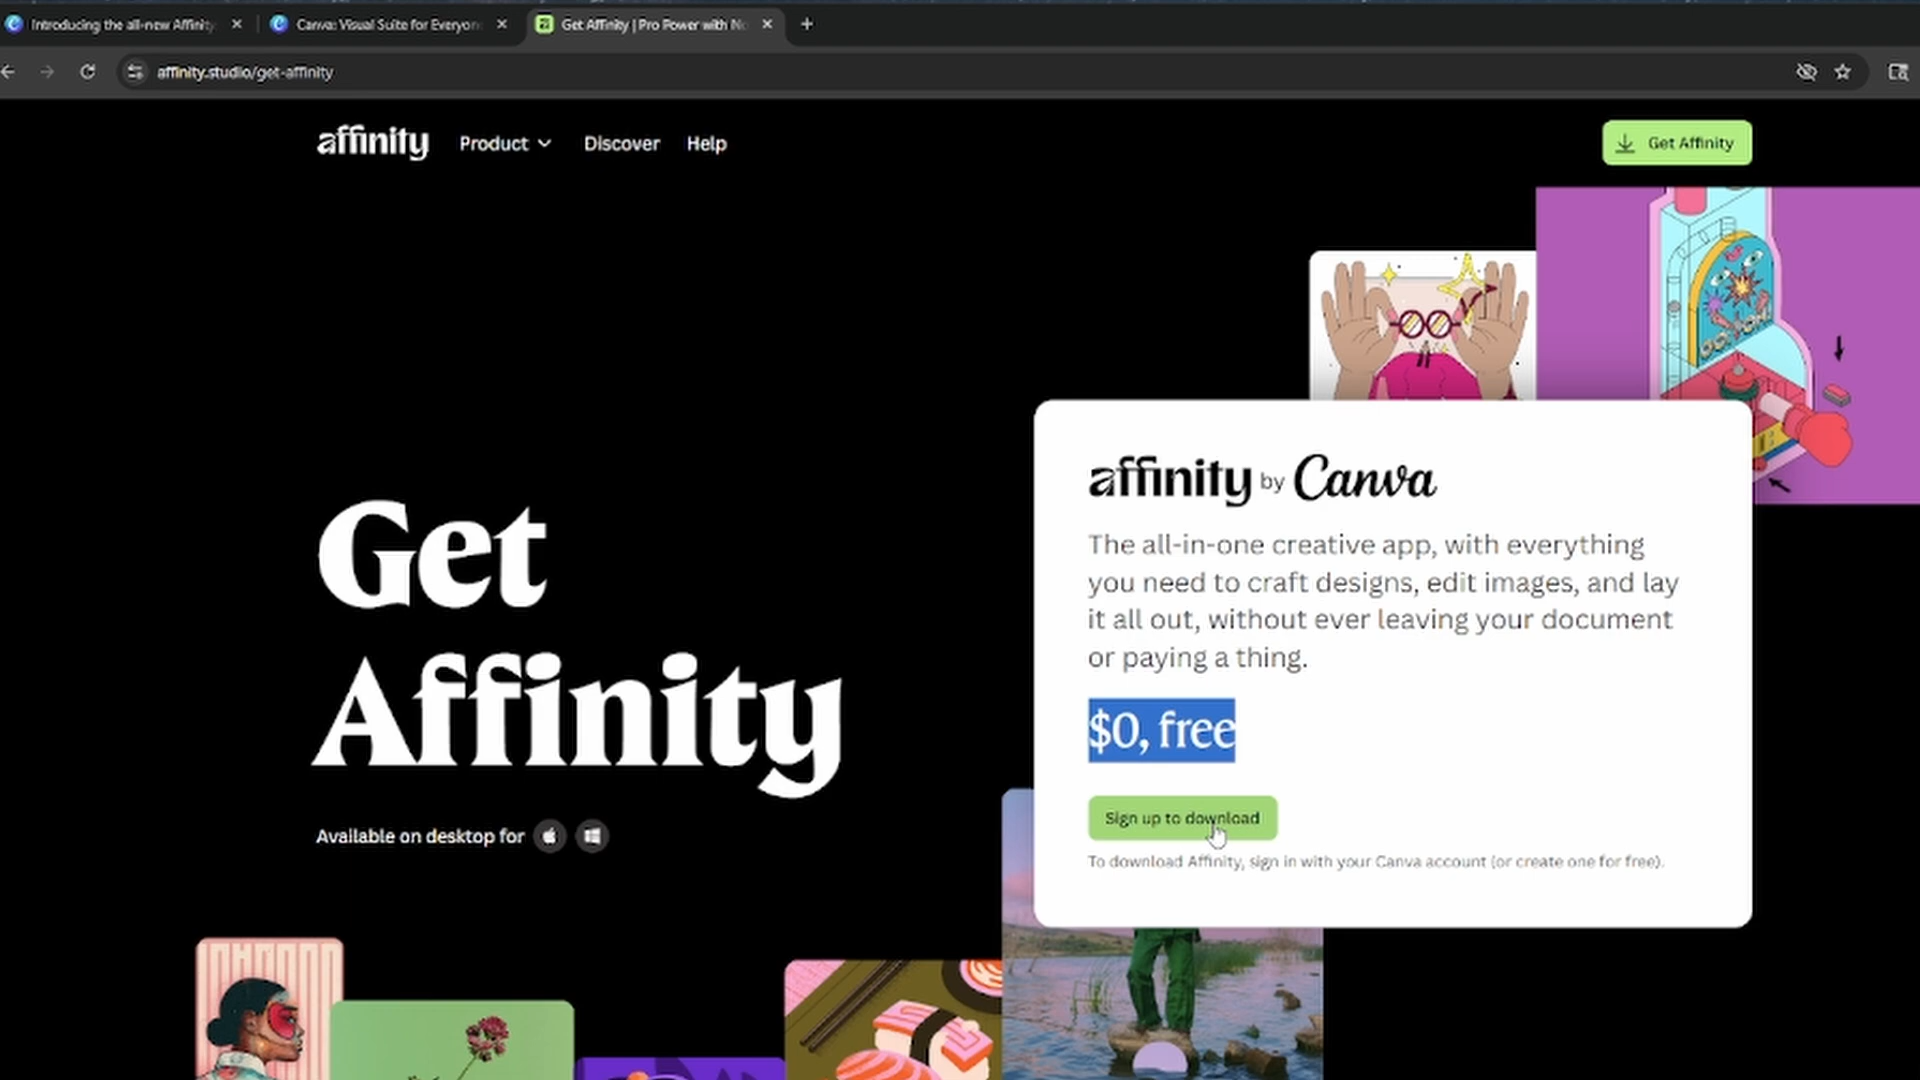 Introducing the all-new Affinity
Canva: Visual Suite for Everyon
Get Affinity | Pro Power with No
affinity.studio/get-affinity
affinity
Product
Discover
Help
Get Affinity
affinity by Canva
The all-in-one creative app, with everything
you need to craft designs, edit images, and lay
it all out, without ever leaving your document
or paying a thing.
$0, free
Sign up to download
To download Affinity, sign in with your Canva account (or create one for free).
Get
Affinity
Available on desktop for